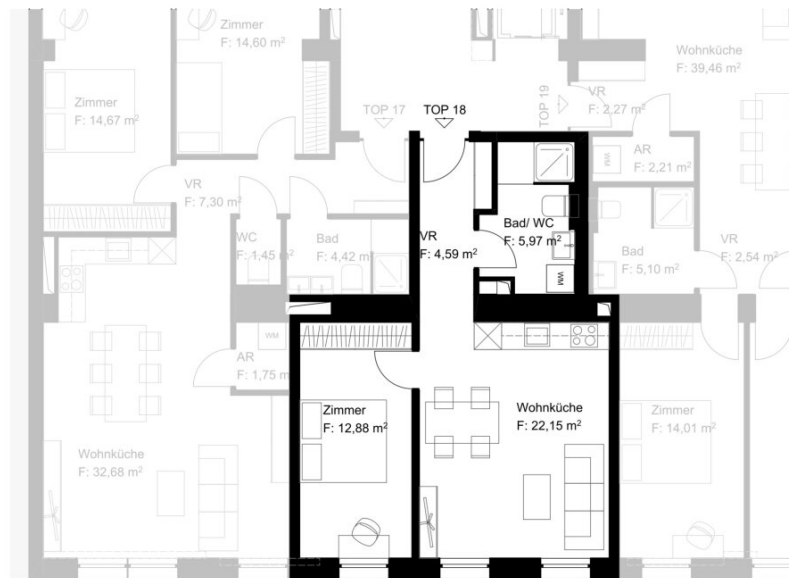 Zimmer
F: 14,60 m²
Wohnküche
F: 39,46 m²
Zimmer
F: 14,67 m²
TOP 17
TOP 18
TOP 19
VR
F: 2,27 m²
AR
F: 2,21 m²
WM
VR
F: 7,30 m²
WC
F: 1,45 m²
Bad
F: 4,42 m²
VR
F: 4,59 m²
Bad/ WC
F: 5,97 m²
WM
Bad
F: 5,10 m²
VR
F: 2,54 m²
WM
AR
F: 1,75 m²
Zimmer
F: 12,88 m²
Wohnküche
F: 22,15 m²
Zimmer
F: 14,01 m²
Wohnküche
F: 32,68 m²